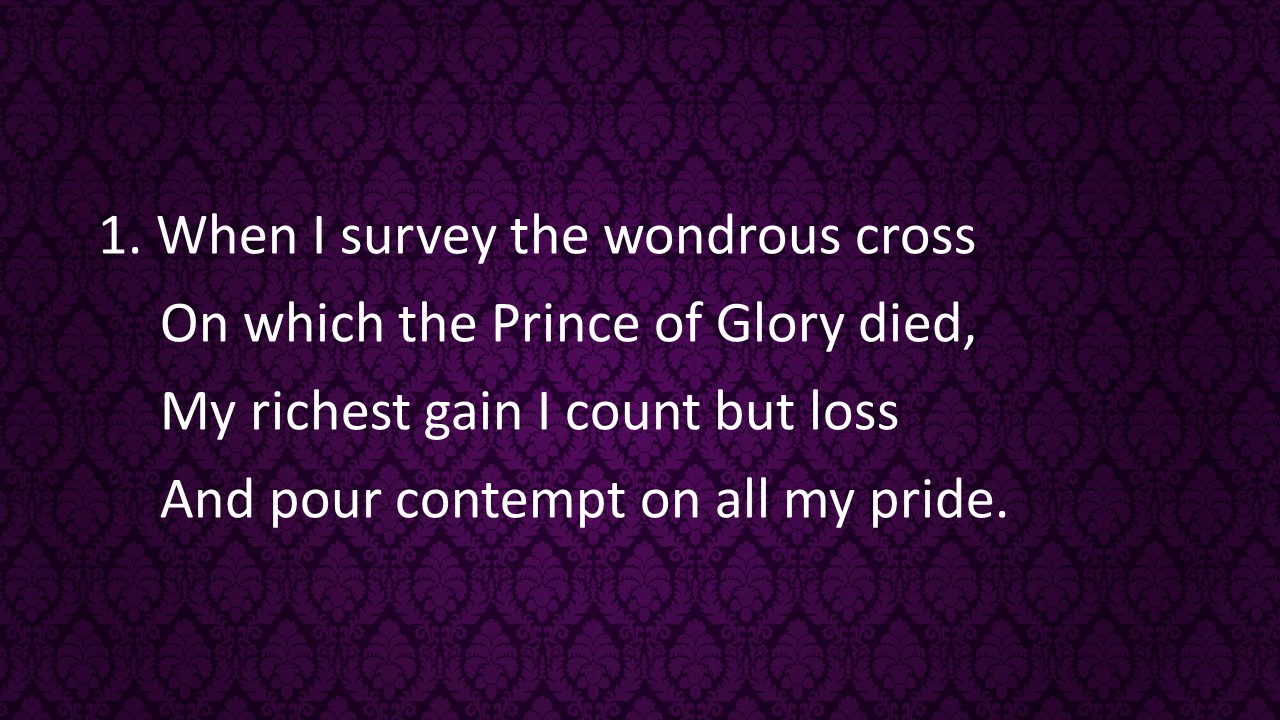 1. When I survey the wondrous cross
On which the Prince of Glory died,
My richest gain I count but loss
And pour contempt on all my pride.